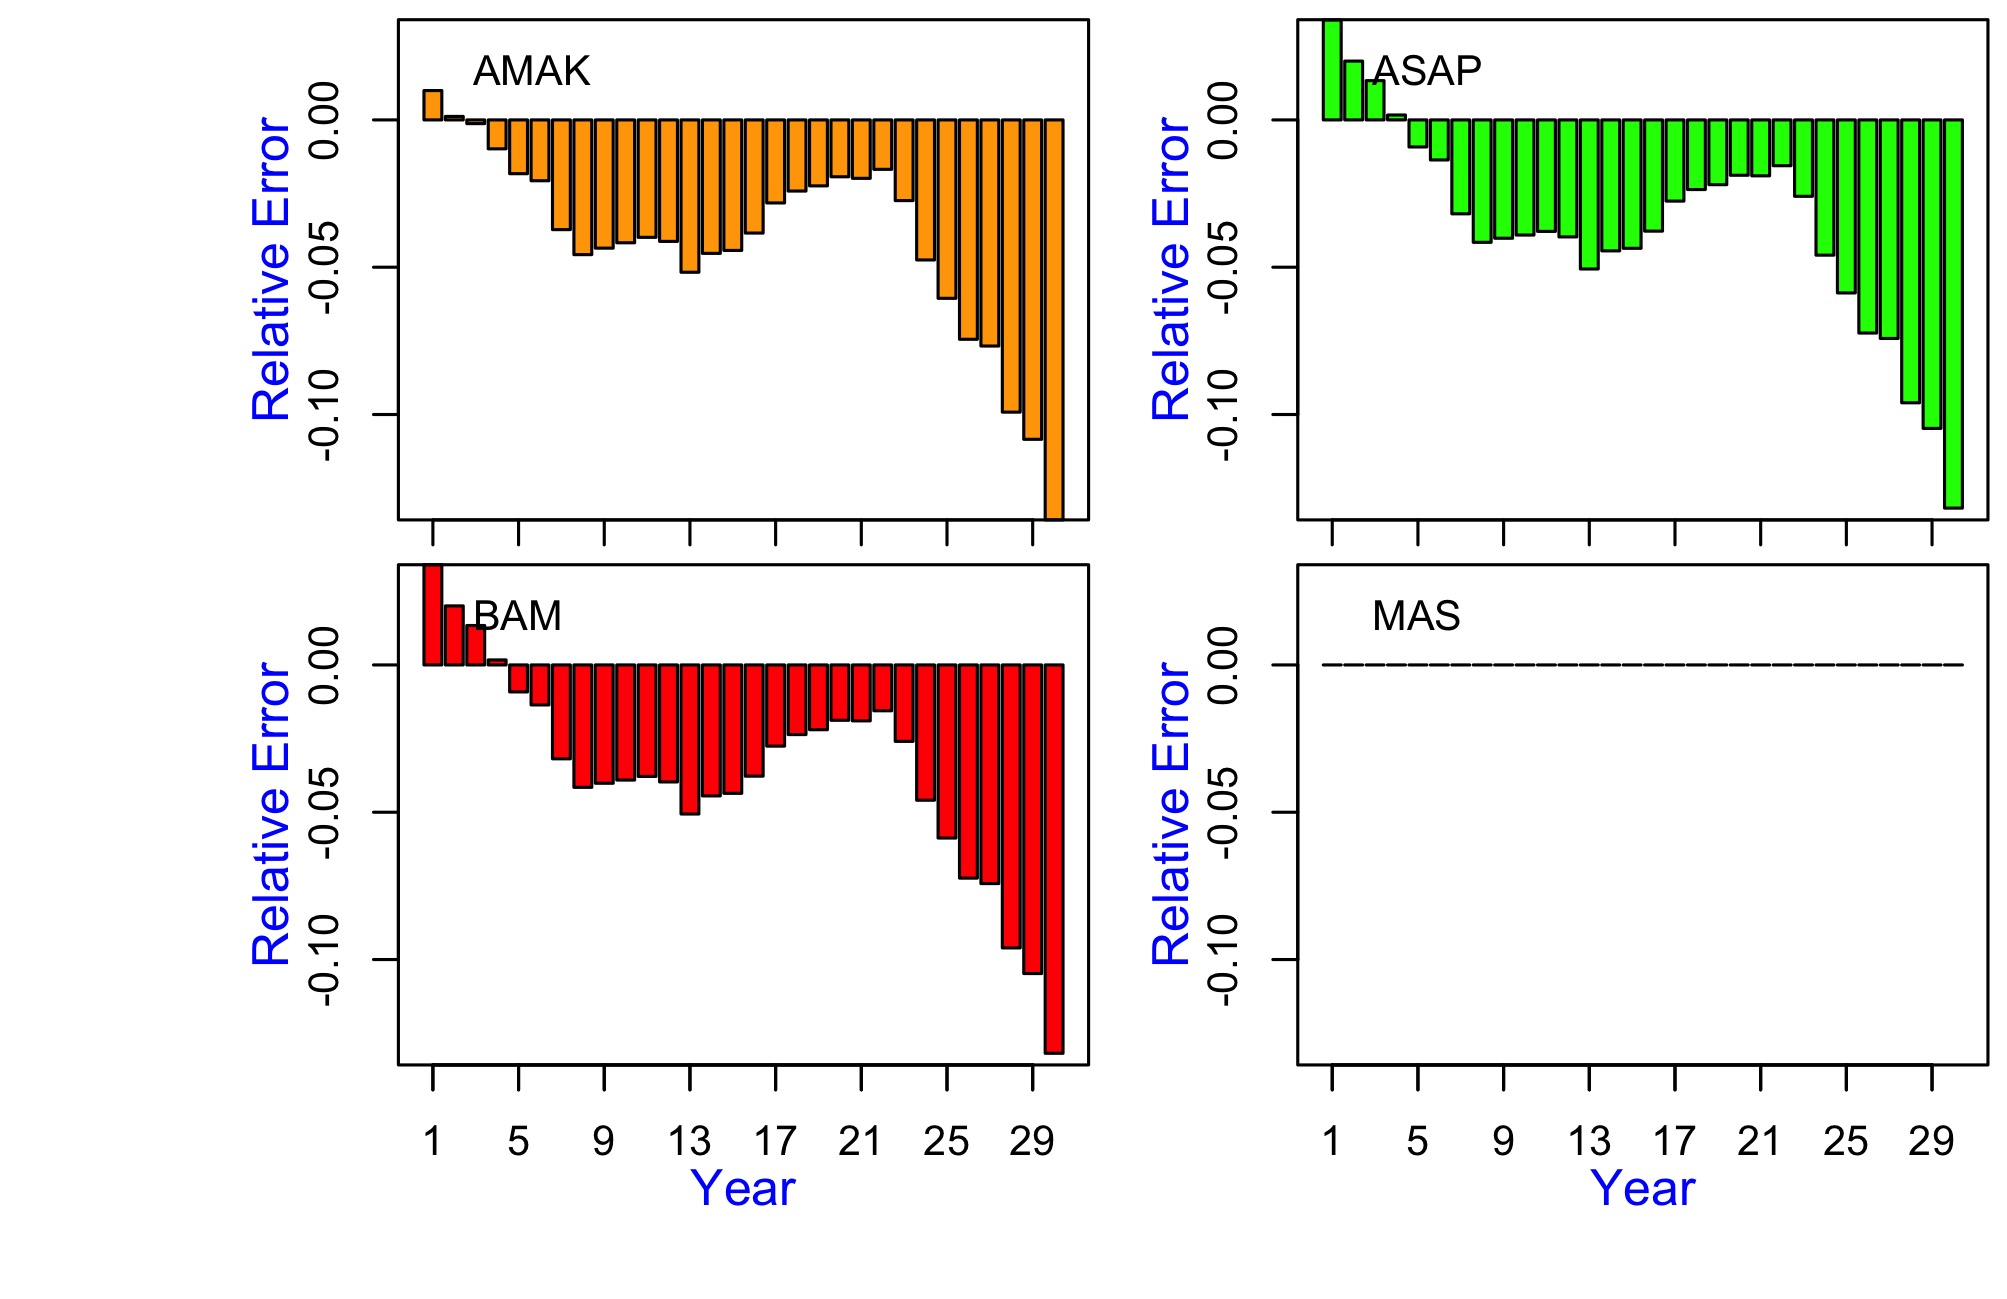 AMAK
Relative Error
0.00
-0.05
-0.10
ASAP
Relative Error
0.00
-0.05
-0.10
BAM
Relative Error
0.00
-0.05
-0.10
1 5 9 13 17 21 25 29
Year
MAS
Relative Error
0.00
-0.05
-0.10
1 5 9 13 17 21 25 29
Year